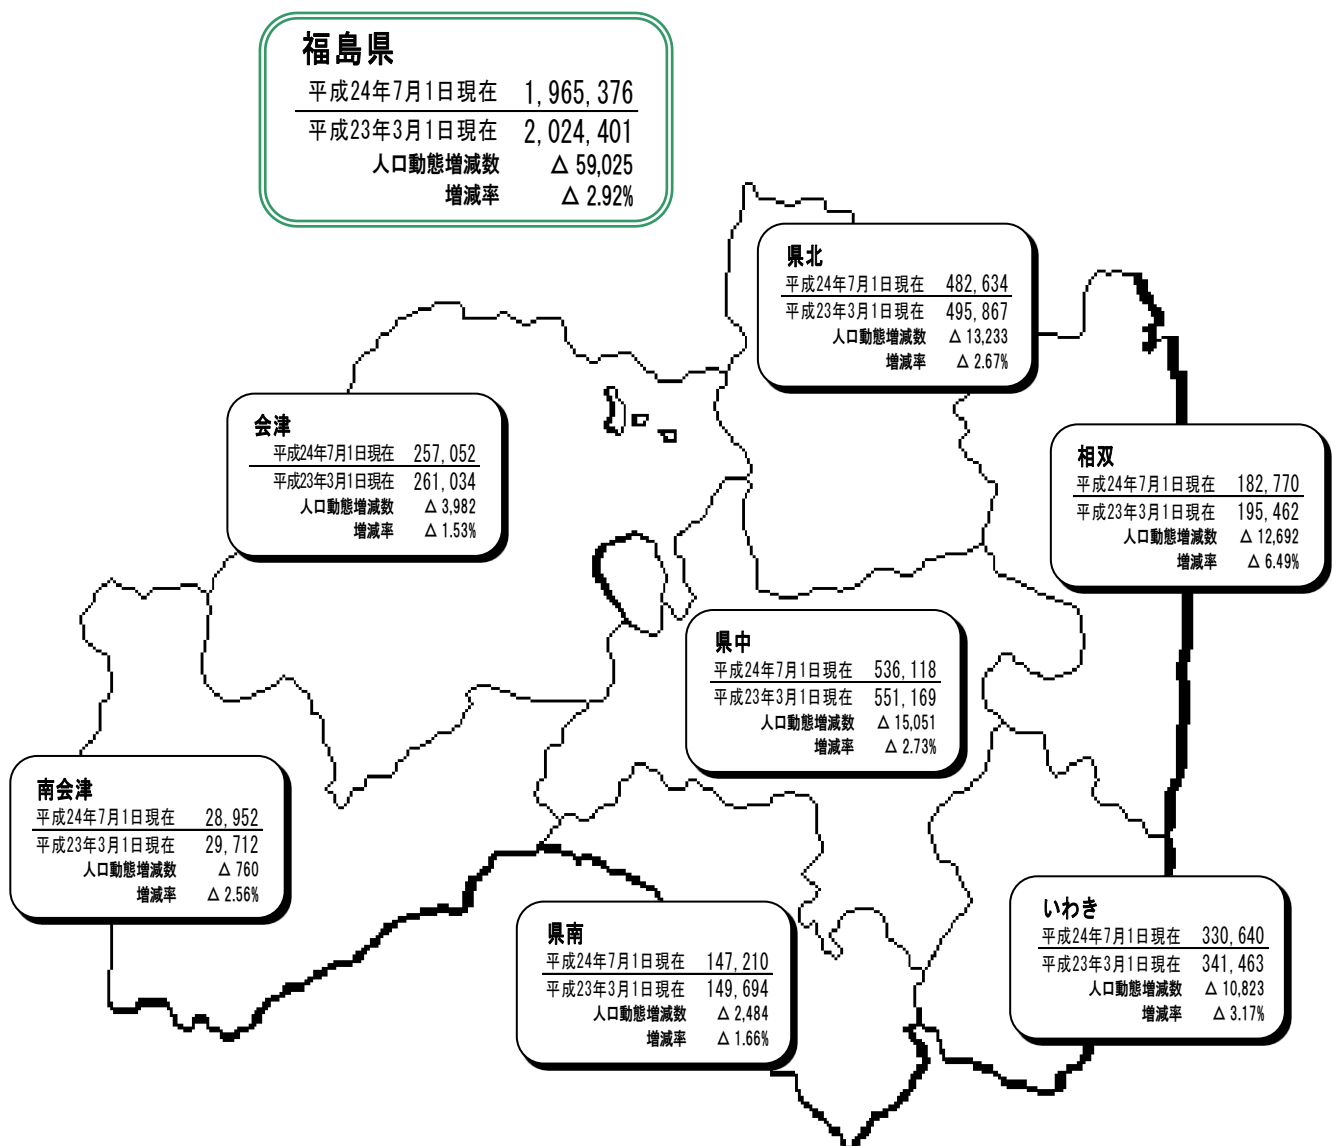 福島県
平成24年7月1日現在 1,965,376
平成23年3月1日現在 2,024,401
人口動態増減数 △ 59,025
増減率 △ 2.92%
県北
平成24年7月1日現在 482,634
平成23年3月1日現在 495,867
人口動態増減数 △ 13,233
増減率 △ 2.67%
会津
平成24年7月1日現在 257,052
平成23年3月1日現在 261,034
人口動態増減数 △ 3,982
増減率 △ 1.53%
相双
平成24年7月1日現在 182,770
平成23年3月1日現在 195,462
人口動態増減数 △ 12,692
増減率 △ 6.49%
県中
平成24年7月1日現在 536,118
平成23年3月1日現在 551,169
人口動態増減数 △ 15,051
増減率 △ 2.73%
南会津
平成24年7月1日現在 28,952
平成23年3月1日現在 29,712
人口動態増減数 △ 760
増減率 △ 2.56%
県南
平成24年7月1日現在 147,210
平成23年3月1日現在 149,694
人口動態増減数 △ 2,484
増減率 △ 1.66%
いわき
平成24年7月1日現在 330,640
平成23年3月1日現在 341,463
人口動態増減数 △ 10,823
増減率 △ 3.17%